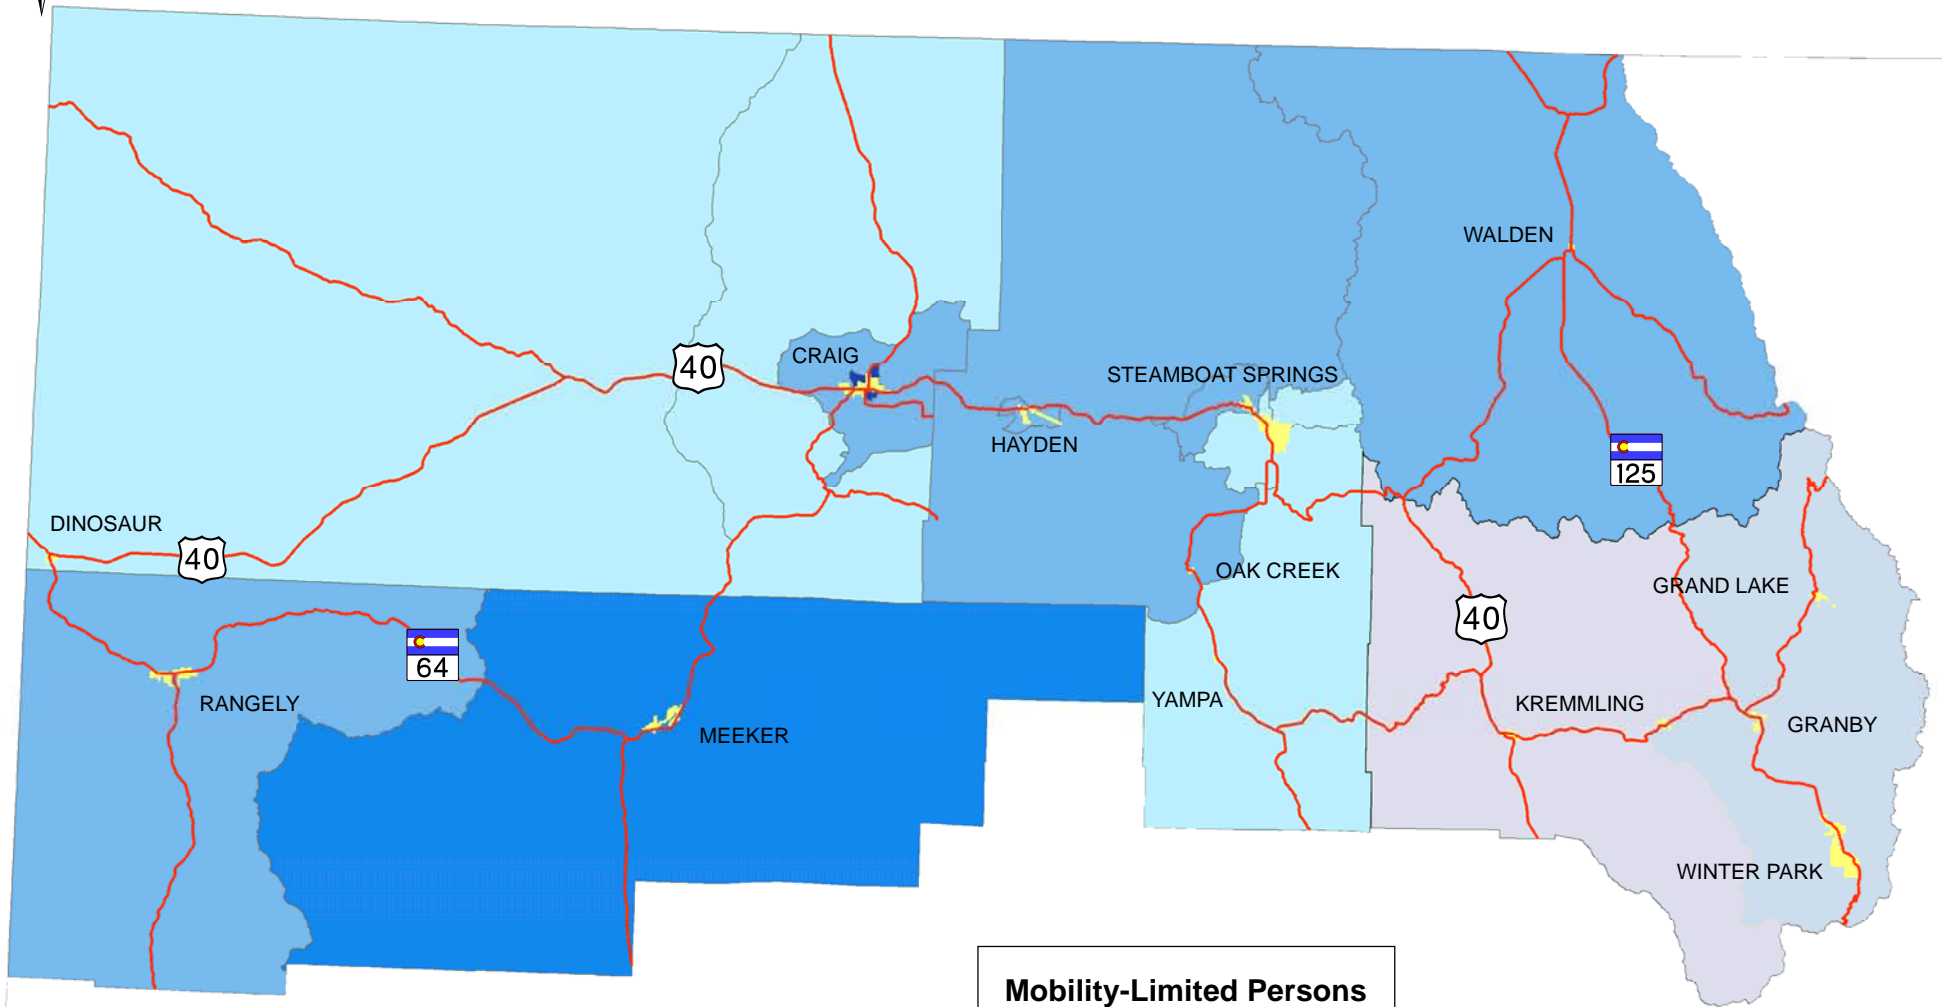 WALDEN
CRAIG
40
STEAMBOAT SPRINGS
HAYDEN
125
DINOSAUR
40
OAK CREEK
GRAND LAKE
40
64
RANGELY
YAMPA
KREMMLING
MEEKER
GRANBY
WINTER PARK
Mobility-Limited Persons